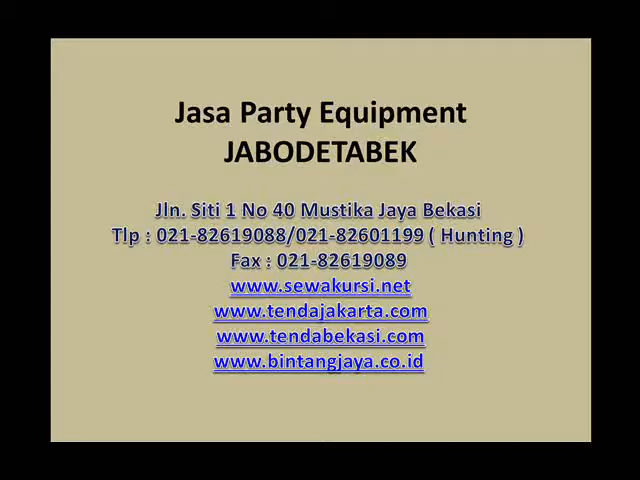 Jasa Party Equipment
JABODETABEK
Jln. Siti 1 No 40 Mustika Jaya Bekasi
Tlp : 021-82619088/021-82601199 ( Hunting )
Fax : 021-82619089
www.sewakursi.net
www.tendajakarta.com
www.tendabekasi.com
www.bintangjaya.co.id